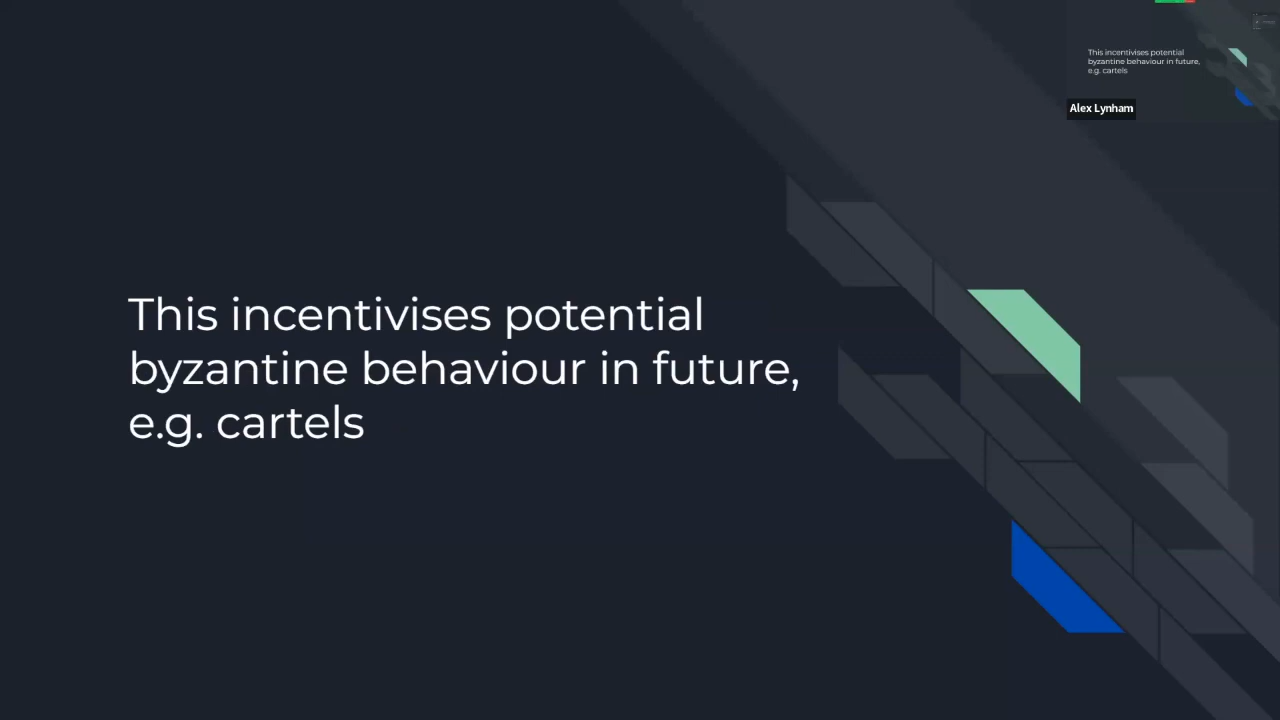 This incentivises potential
byzantine behaviour in future,
e.g. cartels
This incentivises potential
byzantine behaviour in future,
e.g. cartels
Alex Lynham